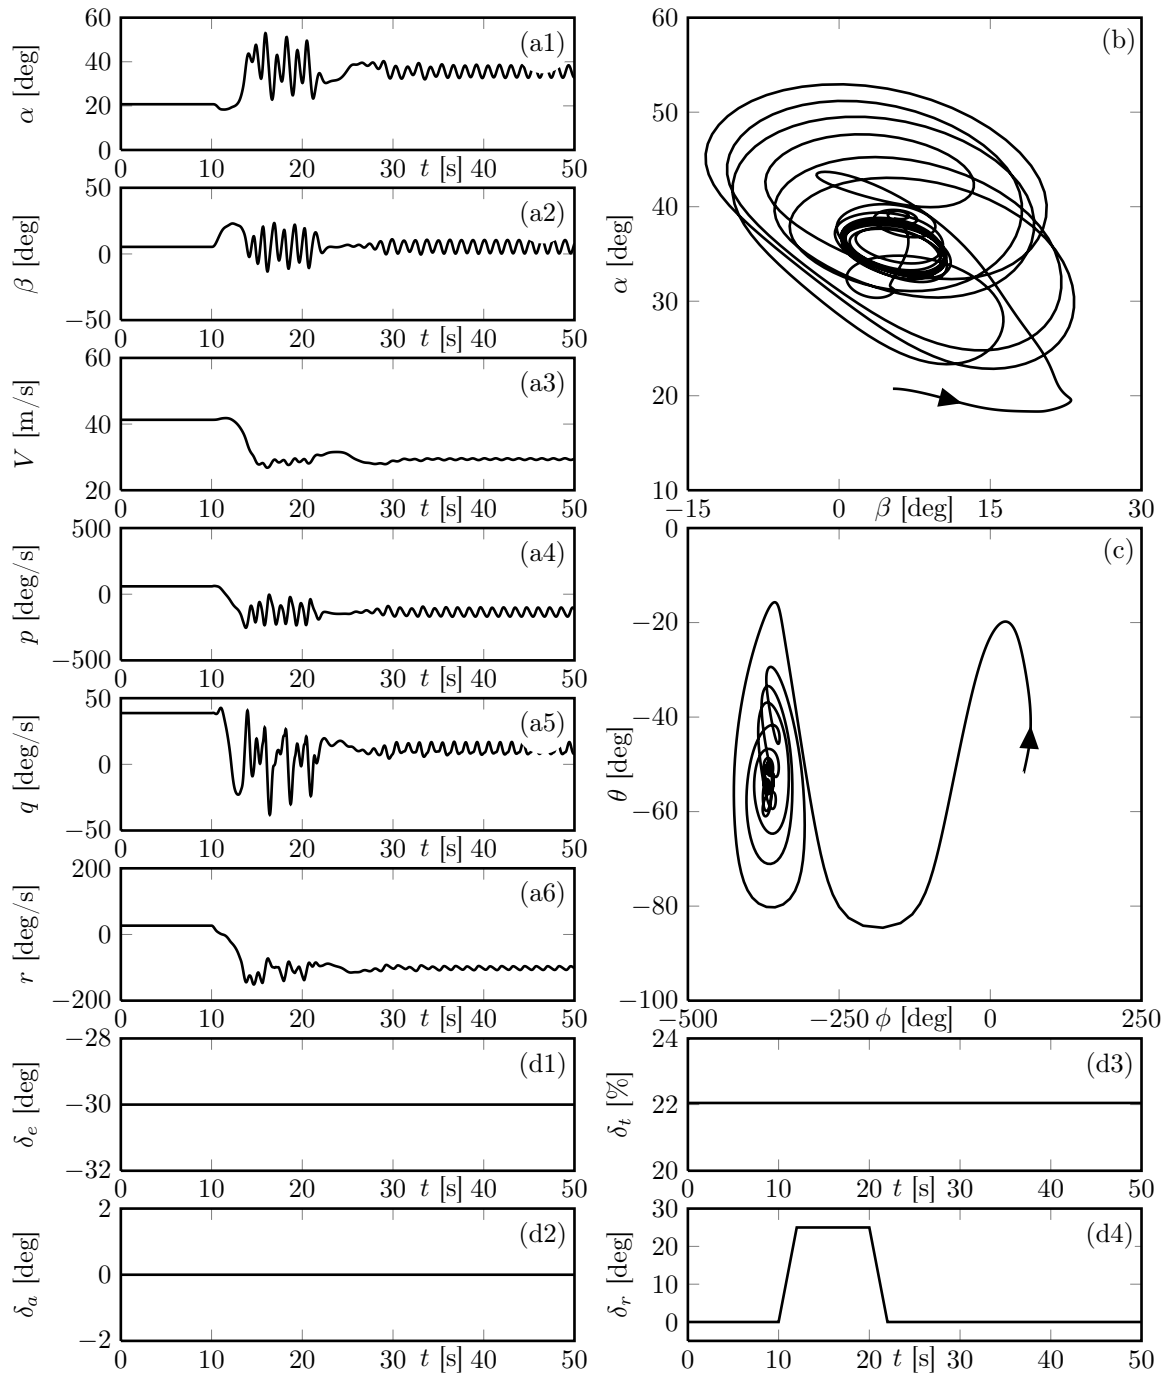 α [deg]
60
40
20
0
(a1)
0 10 20 30 t [s] 40 50
β [deg]
50
0
−50
(a2)
0 10 20 30 t [s] 40 50
V [m/s]
60
40
20
(a3)
0 10 20 30 t [s] 40 50
p [deg/s]
500
0
−500
(a4)
0 10 20 30 t [s] 40 50
q [deg/s]
50
0
−50
(a5)
0 10 20 30 t [s] 40 50
r [deg/s]
200
0
−200
(a6)
0 10 20 30 t [s] 40 50
α [deg]
60
50
40
30
20
10
(b)
−15 0 β [deg] 15 30
θ [deg]
0
−20
−40
−60
−80
−100
(c)
−500 −250 ϕ [deg] 0 250
δe [deg]
−28
−30
−32
(d1)
0 10 20 30 t [s] 40 50
δa [deg]
2
0
−2
(d2)
0 10 20 30 t [s] 40 50
δt [%]
24
22
20
(d3)
0 10 20 t [s] 30 40 50
δr [deg]
30
20
10
0
(d4)
0 10 20 t [s] 30 40 50